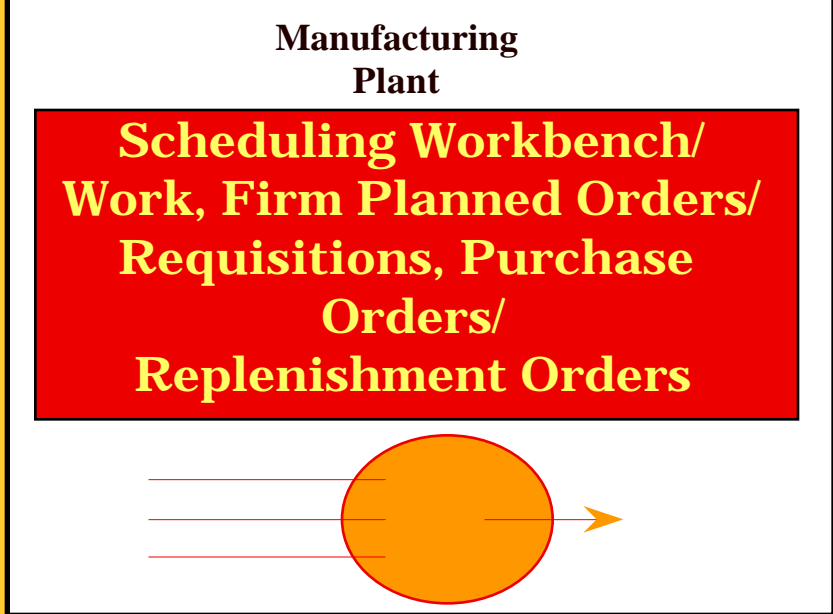 Manufacturing
Plant
Scheduling Workbench/
Work, Firm Planned Orders/
Requisitions, Purchase
Orders/
Replenishment Orders